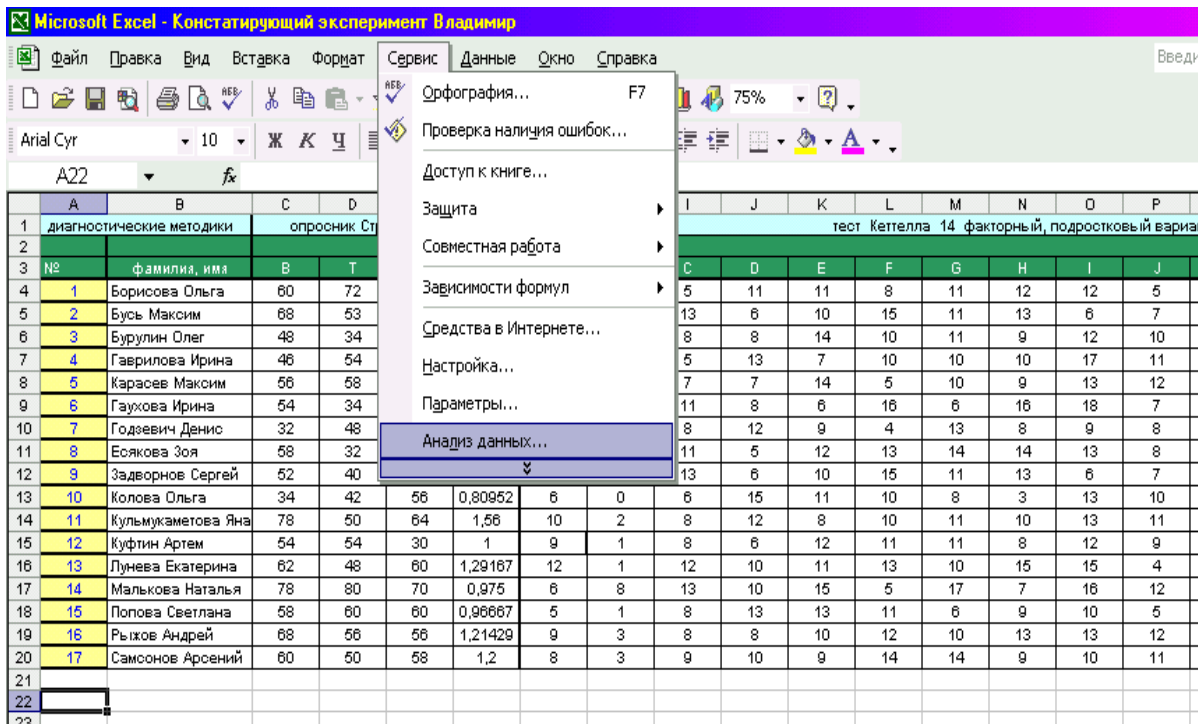 Microsoft Excel - Констатирующий эксперимент Владимир
Файл Правка Вид Вставка Формат Сервис Данные Окно Справка
Орфография... F7 75%
Arial Cyr 10 Ж К Ч Проверка наличия ошибок...
A22 fx Доступ к книге...
Защита
Совместная работа
Зависимости формул
Средства в Интернете...
Настройка...
Параметры...
Анализ данных...
A B C D I J K L M N O P
1 диагностические методики опросник тест Кеттелла 14 факторный, подростковый
2
3 № фамилия, имя В Т C D E F G H I J
4 1 Борисова Ольга 60 72 5 11 11 8 11 12 12 5
5 2 Бусь Максим 68 53 13 6 10 15 11 13 6 7
6 3 Бурулин Олег 48 34 8 8 14 10 11 9 12 10
7 4 Гаврилова Ирина 46 54 5 13 7 10 10 10 17 11
8 5 Карасев Максим 56 58 7 7 14 5 10 9 13 12
9 6 Гаухова Ирина 54 34 11 8 6 16 6 16 18 7
10 7 Годзевич Денис 32 48 8 12 9 4 13 8 9 8
11 8 Есякова Зоя 58 32 11 5 12 13 14 14 13 8
12 9 Задворнов Сергей 52 40 13 6 10 15 11 13 6 7
13 10 Колова Ольга 34 42 56 0,80952 6 0 6 15 11 10 8 3 13 10
14 11 Кульмукаметова Яна 78 50 64 1,56 10 2 8 12 8 10 11 10 13 11
15 12 Куфтин Артем 54 54 30 1 9 1 8 6 12 11 11 8 12 9
16 13 Лунева Екатерина 62 48 60 1,29167 12 1 12 10 11 13 10 15 15 4
17 14 Малькова Наталья 78 80 70 0,975 6 8 13 10 15 5 17 7 16 12
18 15 Попова Светлана 58 60 60 0,96667 5 1 8 13 13 11 6 9 10 5
19 16 Рыжов Андрей 68 56 56 1,21429 9 3 8 8 10 12 10 13 13 12
20 17 Самсонов Арсений 60 50 58 1,2 8 3 9 10 9 14 14 9 10 11
21
22